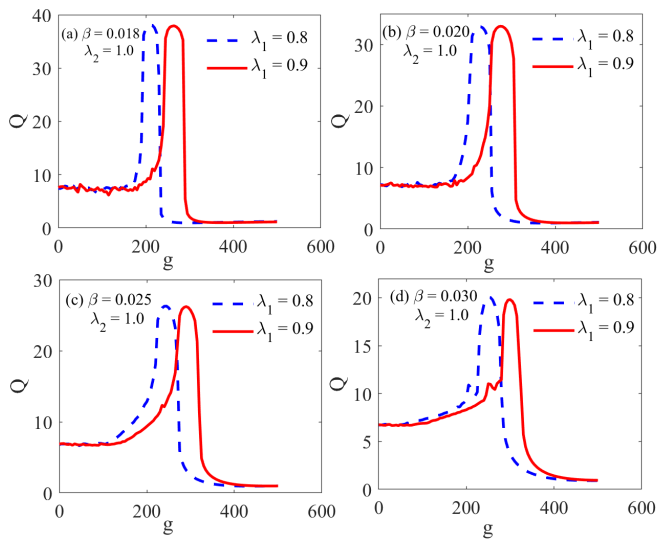 (a) β = 0.018
λ₂ = 1.0
λ₁ = 0.8
λ₁ = 0.9
40
30
20
10
0
Q
0
200
400
600
g
(b) β = 0.020
λ₂ = 1.0
λ₁ = 0.8
λ₁ = 0.9
30
20
10
0
Q
0
200
400
600
g
(c) β = 0.025
λ₂ = 1.0
λ₁ = 0.8
λ₁ = 0.9
30
20
10
0
Q
0
200
400
600
g
(d) β = 0.030
λ₂ = 1.0
λ₁ = 0.8
λ₁ = 0.9
20
15
10
5
0
Q
0
200
400
600
g